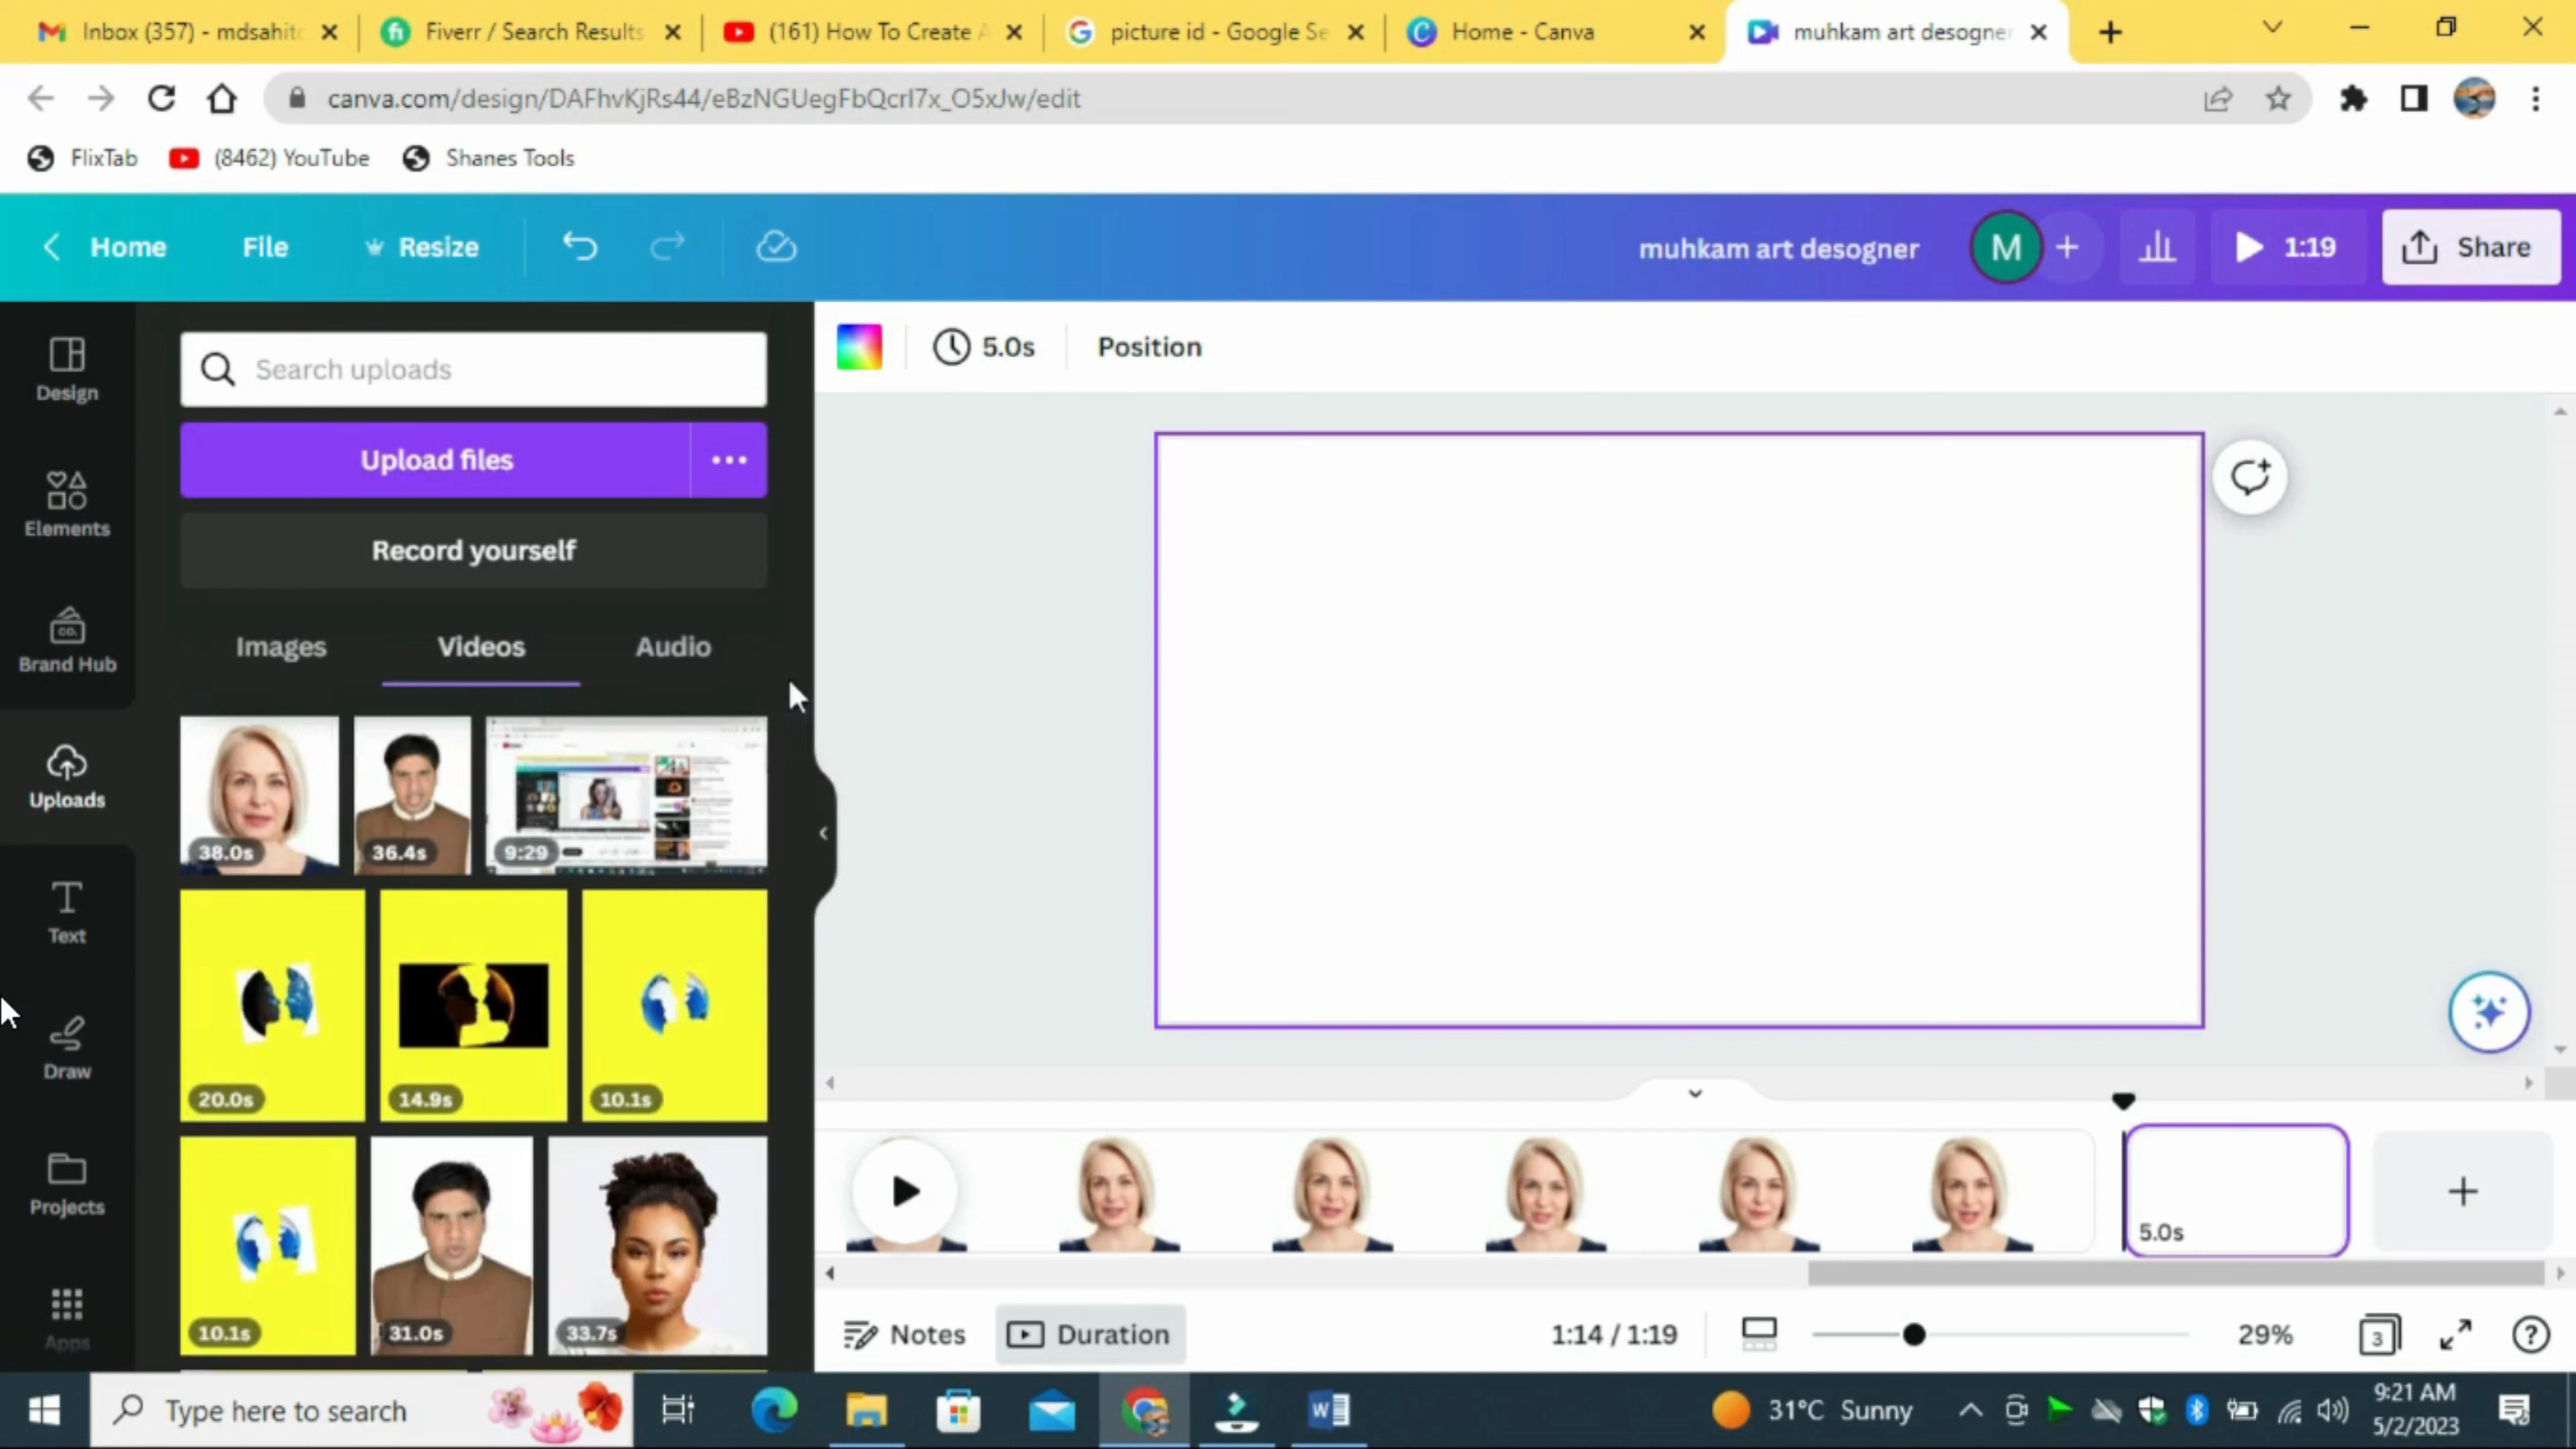 Inbox (357) - mdsahito
Fiverr / Search Results
(161) How To Create A
picture id - Google Se
Home - Canva
muhkam art desogner
canva.com/design/DAFhvKjRs44/eBzNGUegFbQcrI7x_O5xJw/edit
FlixTab
(8462) YouTube
Shanes Tools
Home
File
Resize
muhkam art desogner
M
1:19
Share
Design
Elements
CO.
Brand Hub
Uploads
Text
Draw
Projects
Apps
Search uploads
Upload files
Record yourself
Images
Videos
Audio
38.0s
36.4s
9:29
20.0s
14.9s
10.1s
10.1s
31.0s
33.7s
5.0s
Position
5.0s
Notes
Duration
1:14 / 1:19
29%
3
Type here to search
31°C Sunny
9:21 AM
5/2/2023